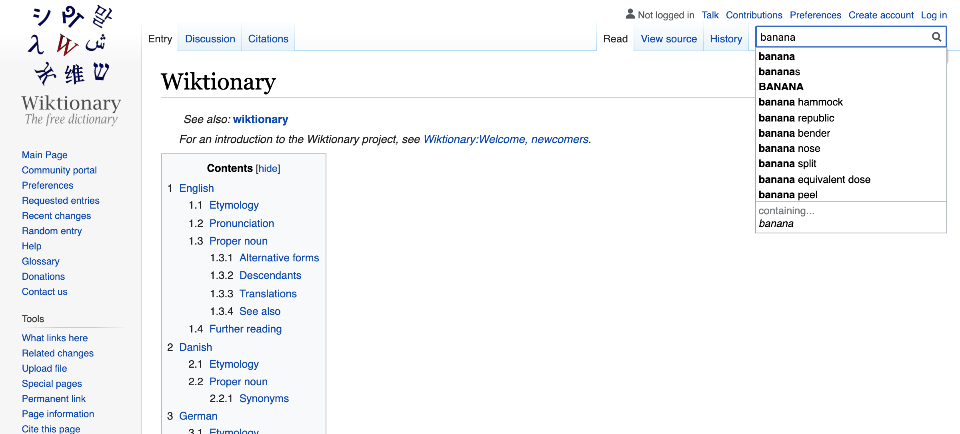 Wiktionary
The free dictionary
Main Page
Community portal
Preferences
Requested entries
Recent changes
Random entry
Help
Glossary
Donations
Contact us
Tools
What links here
Related changes
Upload file
Special pages
Permanent link
Page information
Cite this page
Not logged in Talk Contributions Preferences Create account Log in
Entry Discussion Citations
Read View source History
banana
banana
bananas
BANANA
banana hammock
banana republic
banana bender
banana nose
banana split
banana equivalent dose
banana peel
containing...
banana
Wiktionary
See also: wiktionary
For an introduction to the Wiktionary project, see Wiktionary:Welcome, newcomers.
Contents [hide]
1 English
1.1 Etymology
1.2 Pronunciation
1.3 Proper noun
1.3.1 Alternative forms
1.3.2 Descendants
1.3.3 Translations
1.3.4 See also
1.4 Further reading
2 Danish
2.1 Etymology
2.2 Proper noun
2.2.1 Synonyms
3 German
3.1 Etymology